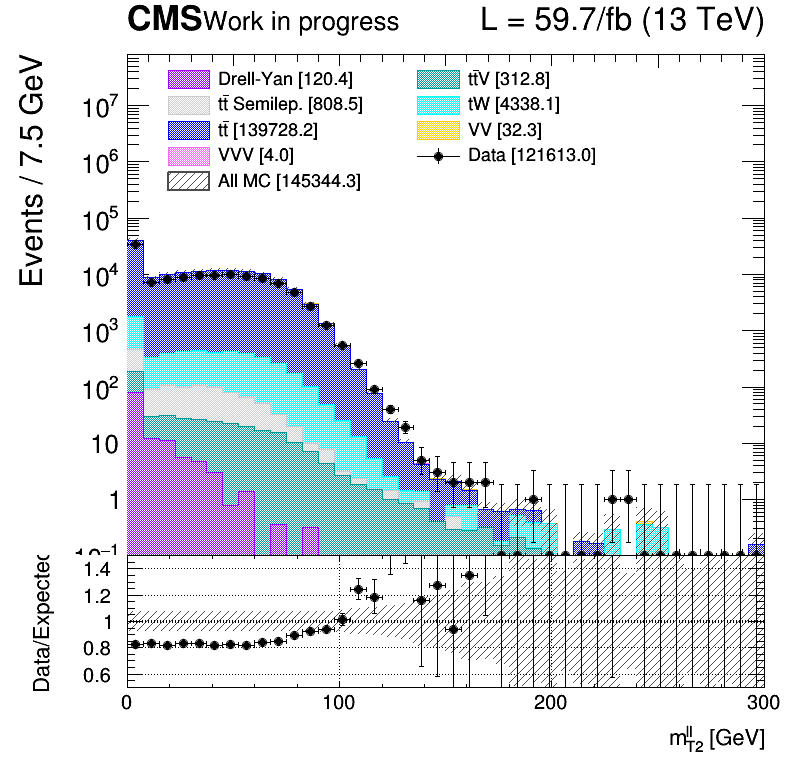 CMS Work in progress L = 59.7/fb (13 TeV)
Events / 7.5 GeV
Drell-Yan [120.4] tt̄V [312.8]
tt̄ Semilep. [808.5] tW [4338.1]
tt̄ [139728.2] VV [32.3]
VVV [4.0] Data [121613.0]
All MC [145344.3]
10⁷
10⁶
10⁵
10⁴
10³
10²
10
1
10⁻¹
Data/Expected
1.4
1.2
1
0.8
0.6
0 100 200 300
m_T2^ll [GeV]